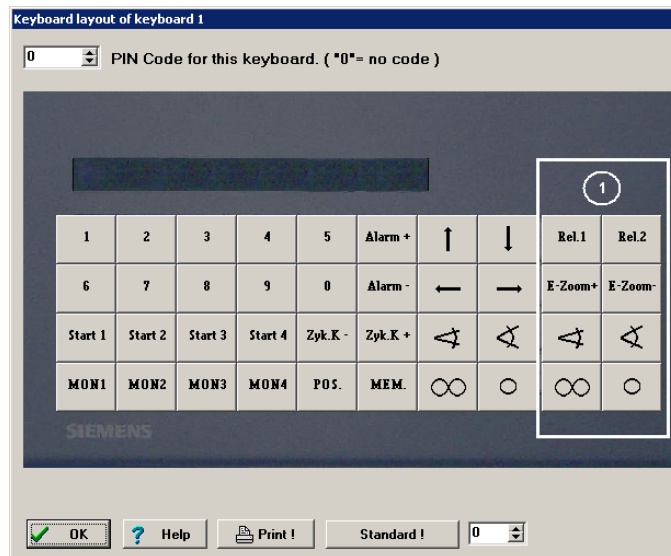 Keyboard layout of keyboard 1
0 PIN Code for this keyboard. ( "0"= no code )
1
1 2 3 4 5 Alarm + Rel.1 Rel.2
6 7 8 9 0 Alarm - E-Zoom+ E-Zoom-
Start 1 Start 2 Start 3 Start 4 Zyk.K - Zyk.K +
MON1 MON2 MON3 MON4 POS. MEM.
SIEMENS
OK ? Help Print ! Standard ! 0